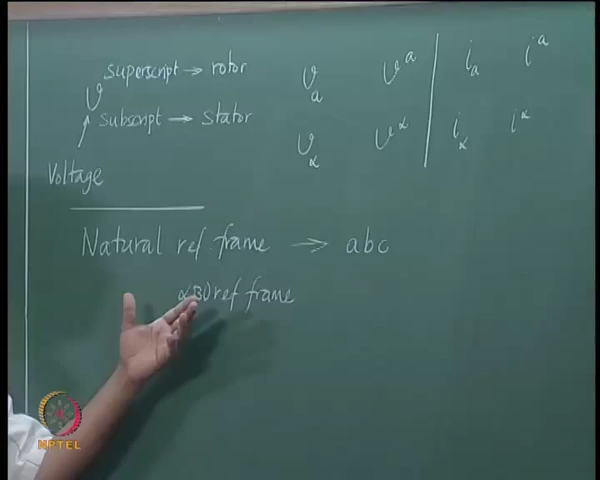 superscript → rotor
v
subscript → stator
Voltage
v_a v^a | i_a i^a
v_α v^α | i_α i^α
Natural ref frame → abc
αβ0 ref frame
NPTEL